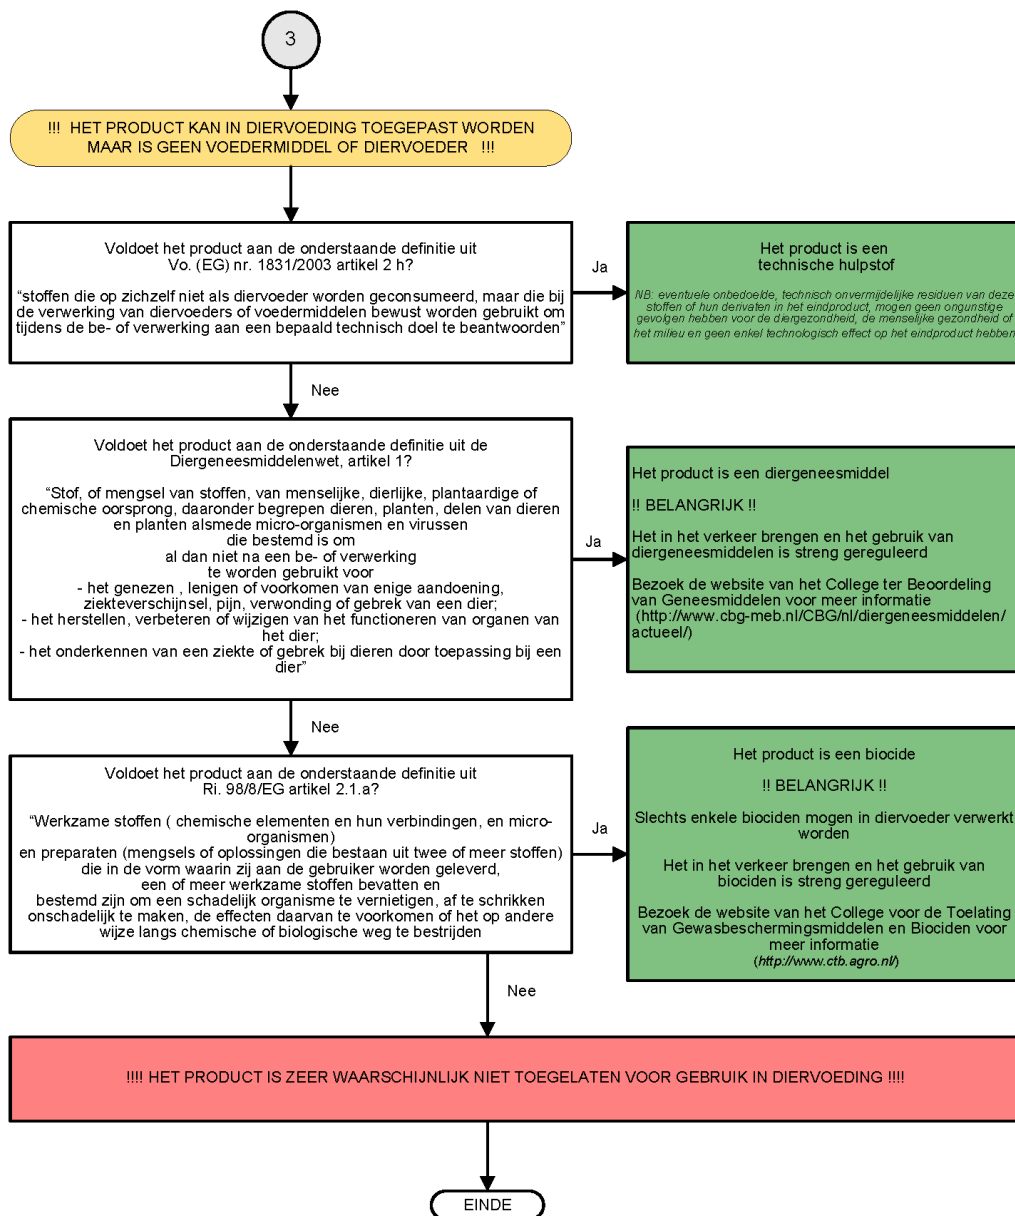 3
!!! HET PRODUCT KAN IN DIERVOEDING TOEGEPAST WORDEN
MAAR IS GEEN VOEDERMIDDEL OF DIERVOEDER !!!
Voldoet het product aan de onderstaande definitie uit
Vo. (EG) nr. 1831/2003 artikel 2 h?
“stoffen die op zichzelf niet als diervoeder worden geconsumeerd, maar die bij
de verwerking van diervoeders of voedermiddelen bewust worden gebruikt om
tijdens de be- of verwerking aan een bepaald technisch doel te beantwoorden”
Ja
Het product is een
technische hulpstof
NB: eventuele onbedoelde, technisch onvermijdelijke residuen van deze
stoffen of hun derivaten in het eindproduct, mogen geen ongunstige
gevolgen hebben voor de diergezondheid, de menselijke gezondheid of
het milieu en geen enkel technologisch effect op het eindproduct hebben
Nee
Voldoet het product aan de onderstaande definitie uit de
Diergeneesmiddelenwet, artikel 1?
“Stof, of mengsel van stoffen, van menselijke, dierlijke, plantaardige of
chemische oorsprong, daaronder begrepen dieren, planten, delen van dieren
en planten alsmede micro-organismen en virussen
die bestemd is om
al dan niet na een be- of verwerking
te worden gebruikt voor
- het genezen , lenigen of voorkomen van enige aandoening,
ziekteverschijnsel, pijn, verwonding of gebrek van een dier;
- het herstellen, verbeteren of wijzigen van het functioneren van organen van
het dier;
- het onderkennen van een ziekte of gebrek bij dieren door toepassing bij een
dier”
Ja
Het product is een diergeneesmiddel
!! BELANGRIJK !!
Het in het verkeer brengen en het gebruik van
diergeneesmiddelen is streng gereguleerd
Bezoek de website van het College ter Beoordeling
van Geneesmiddelen voor meer informatie
(http://www.cbg-meb.nl/CBG/nl/diergeneesmiddelen/
actueel/)
Nee
Voldoet het product aan de onderstaande definitie uit
Ri. 98/8/EG artikel 2.1.a?
“Werkzame stoffen ( chemische elementen en hun verbindingen, en micro-
organismen)
en preparaten (mengsels of oplossingen die bestaan uit twee of meer stoffen)
die in de vorm waarin zij aan de gebruiker worden geleverd,
een of meer werkzame stoffen bevatten en
bestemd zijn om een schadelijk organisme te vernietigen, af te schrikken
onschadelijk te maken, de effecten daarvan te voorkomen of het op andere
wijze langs chemische of biologische weg te bestrijden
Ja
Het product is een biocide
!! BELANGRIJK !!
Slechts enkele biociden mogen in diervoeder verwerkt
worden
Het in het verkeer brengen en het gebruik van
biociden is streng gereguleerd
Bezoek de website van het College voor de Toelating
van Gewasbeschermingsmiddelen en Biociden voor
meer informatie
(http://www.ctb.agro.nl/)
Nee
!!!! HET PRODUCT IS ZEER WAARSCHIJNLIJK NIET TOEGELATEN VOOR GEBRUIK IN DIERVOEDING !!!!
EINDE